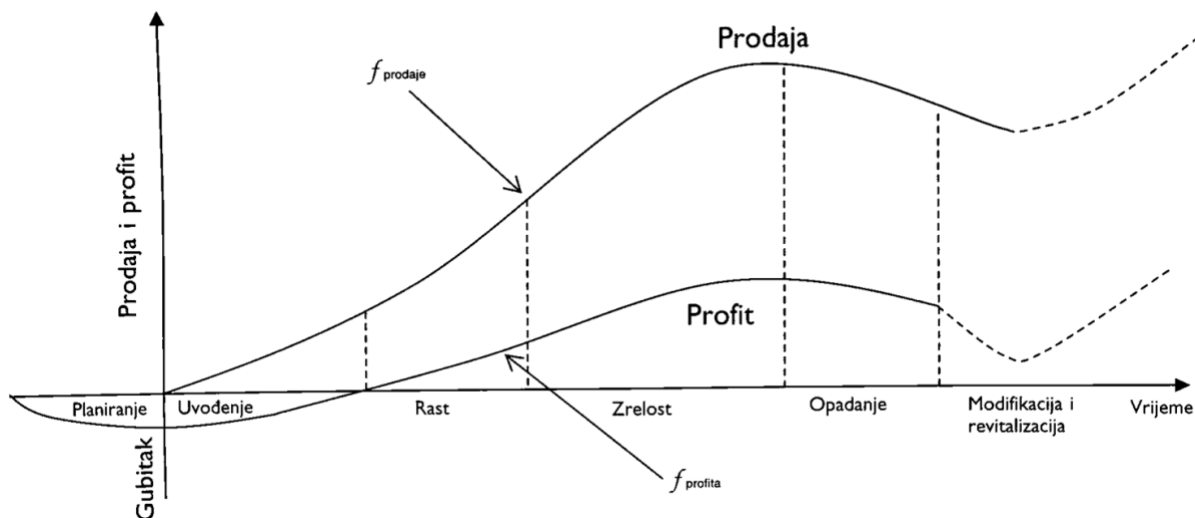 Prodaja
f prodaje
Prodaja i profit
Profit
Planiranje
Uvođenje
Rast
Zrelost
Opadanje
Modifikacija i
revitalizacija
Vrijeme
Gubitak
f profita